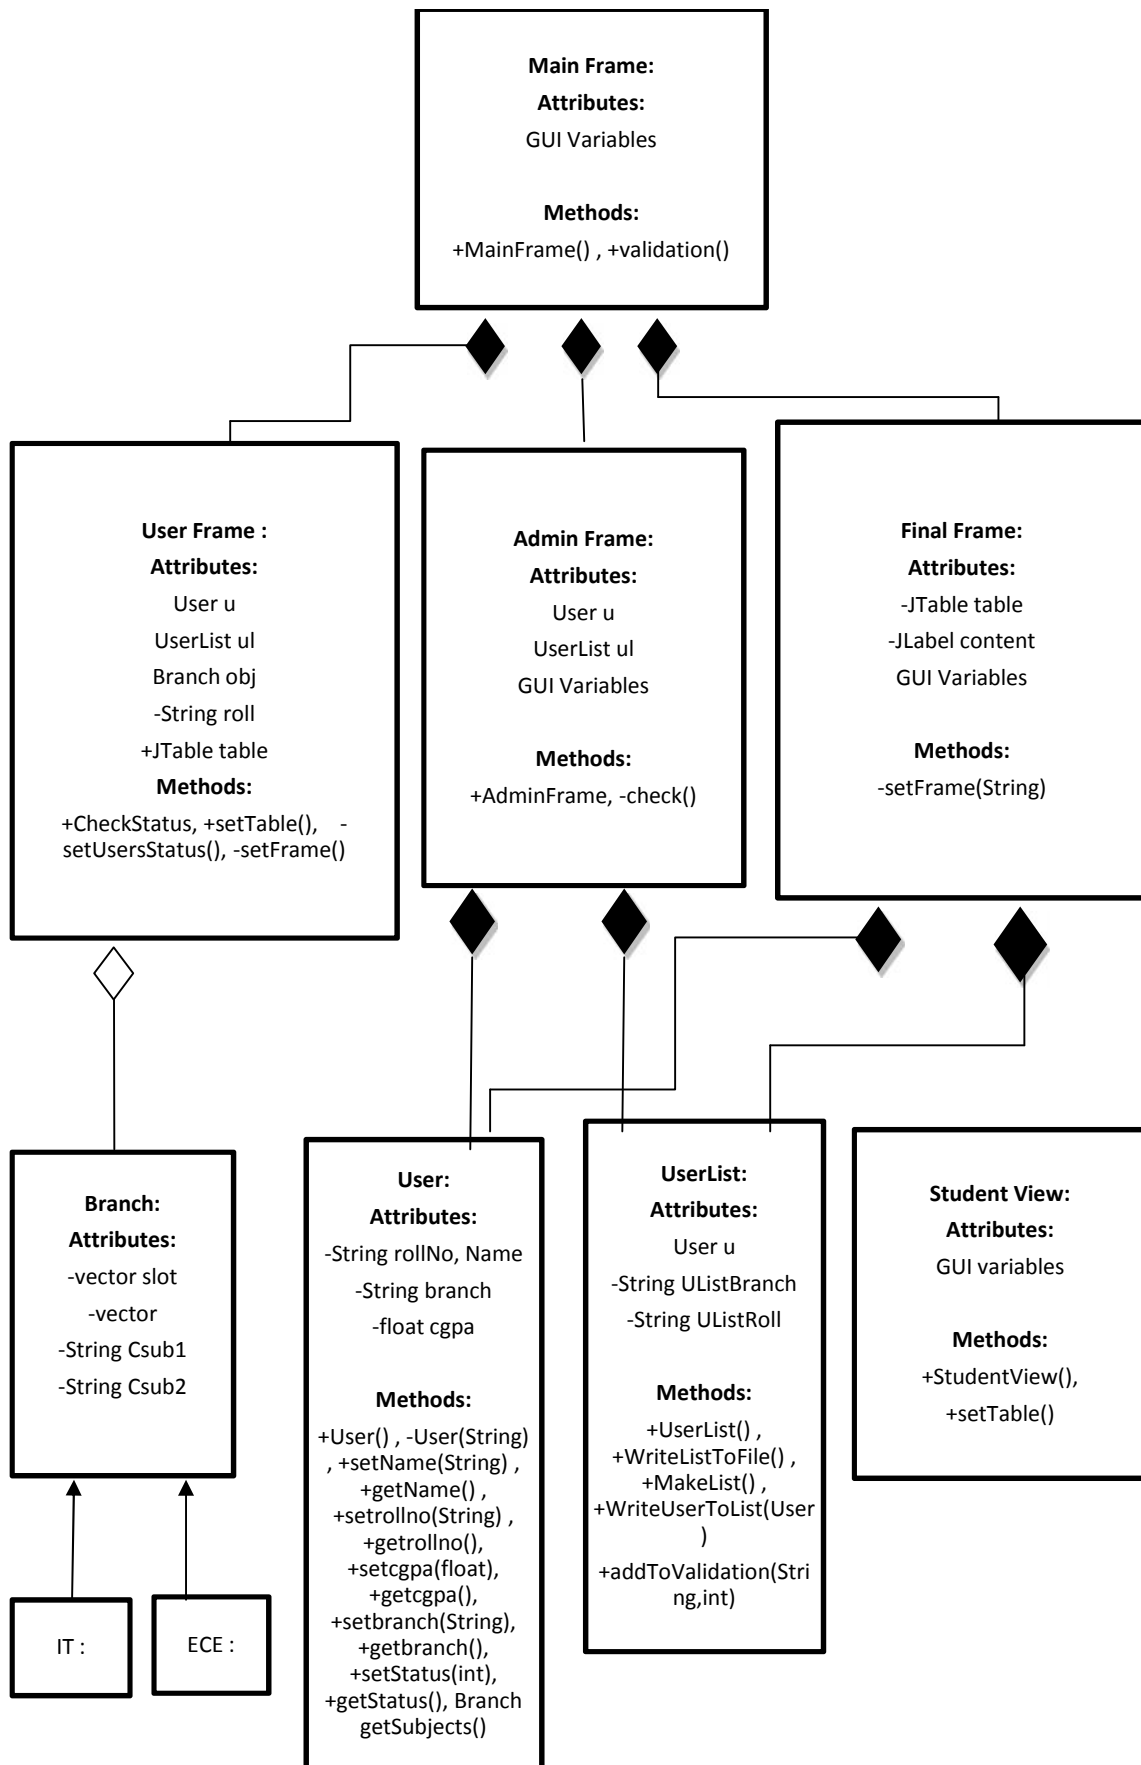 Main Frame:
Attributes:
GUI Variables
Methods:
+MainFrame() , +validation()
User Frame :
Attributes:
User u
UserList ul
Branch obj
-String roll
+JTable table
Methods:
+CheckStatus, +setTable(), -
setUsersStatus(), -setFrame()
Admin Frame:
Attributes:
User u
UserList ul
GUI Variables
Methods:
+AdminFrame, -check()
Final Frame:
Attributes:
-JTable table
-JLabel content
GUI Variables
Methods:
-setFrame(String)
Branch:
Attributes:
-vector slot
-vector
-String Csub1
-String Csub2
User:
Attributes:
-String rollNo, Name
-String branch
-float cgpa
Methods:
+User() , -User(String)
, +setName(String) ,
+getName() ,
+setrollno(String) ,
+getrollno(),
+setcgpa(float),
+getcgpa(),
+setbranch(String),
+getbranch(),
+setStatus(int),
+getStatus(), Branch
getSubjects()
UserList:
Attributes:
User u
-String UListBranch
-String UListRoll
Methods:
+UserList() ,
+WriteListToFile() ,
+MakeList() ,
+WriteUserToList(User
)
+addToValidation(Stri
ng,int)
Student View:
Attributes:
GUI variables
Methods:
+StudentView(),
+setTable()
IT :
ECE :